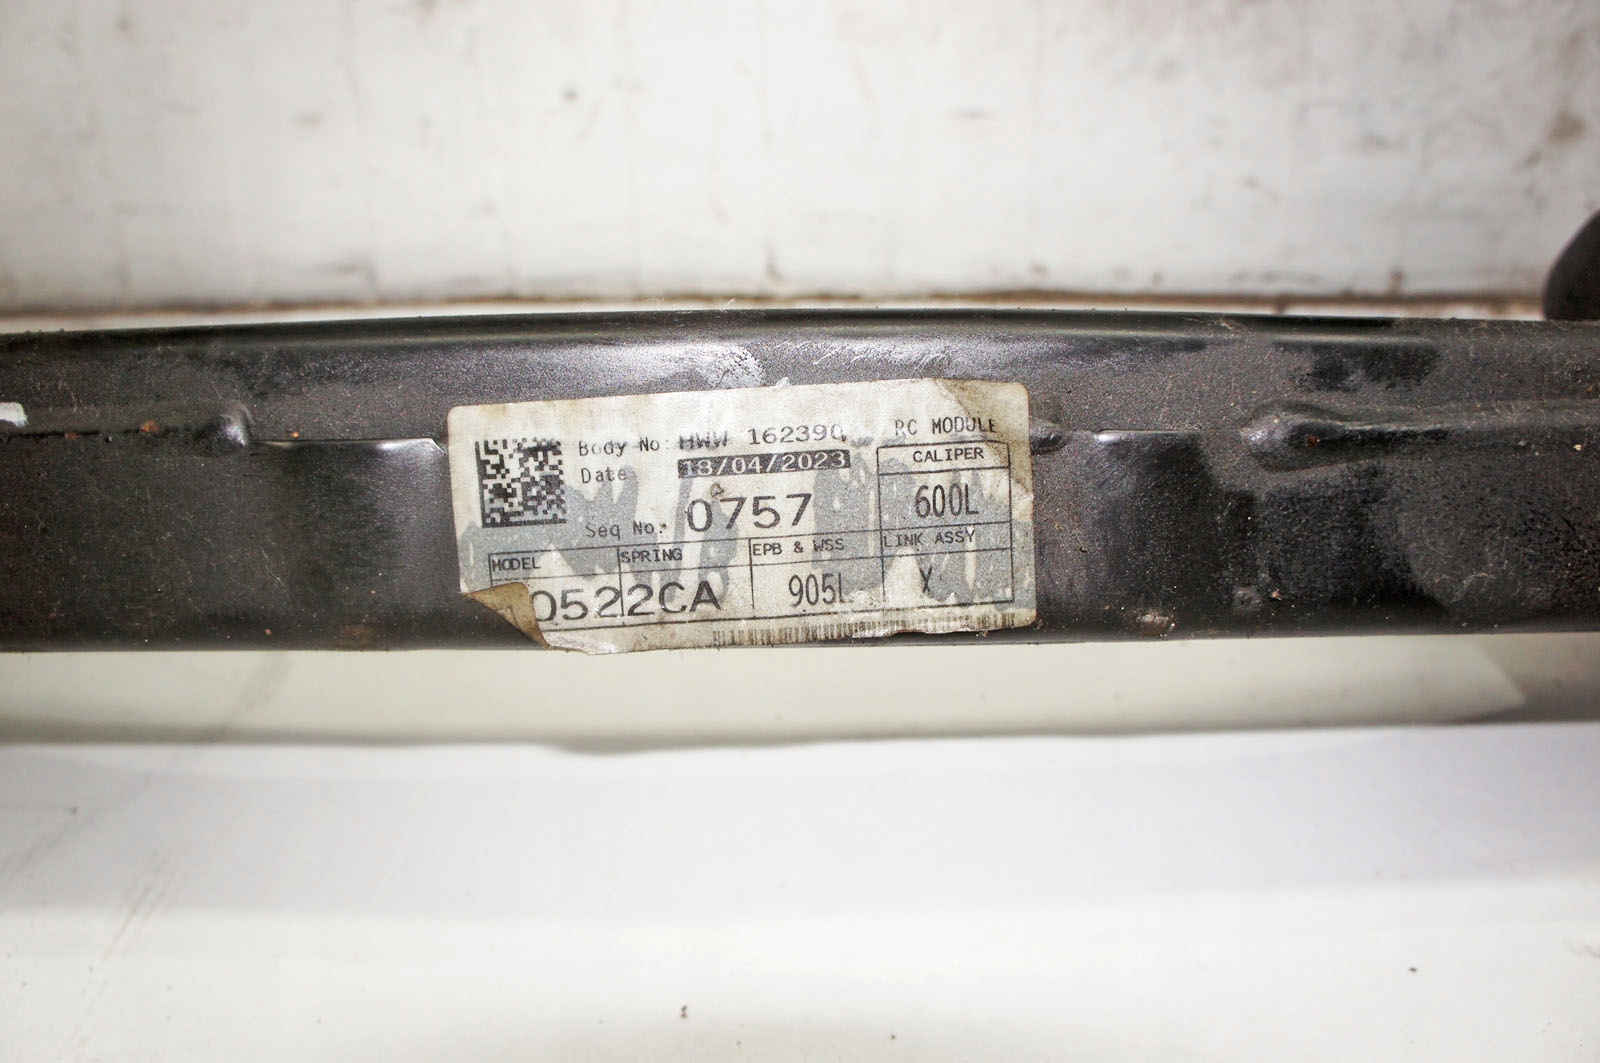 Body No: HWW 162390 RC MODULE
Date 18/04/2023 CALIPER
Seq No: 0757 600L
MODEL SPRING EPB & WSS LINK ASSY
0522CA 905L X